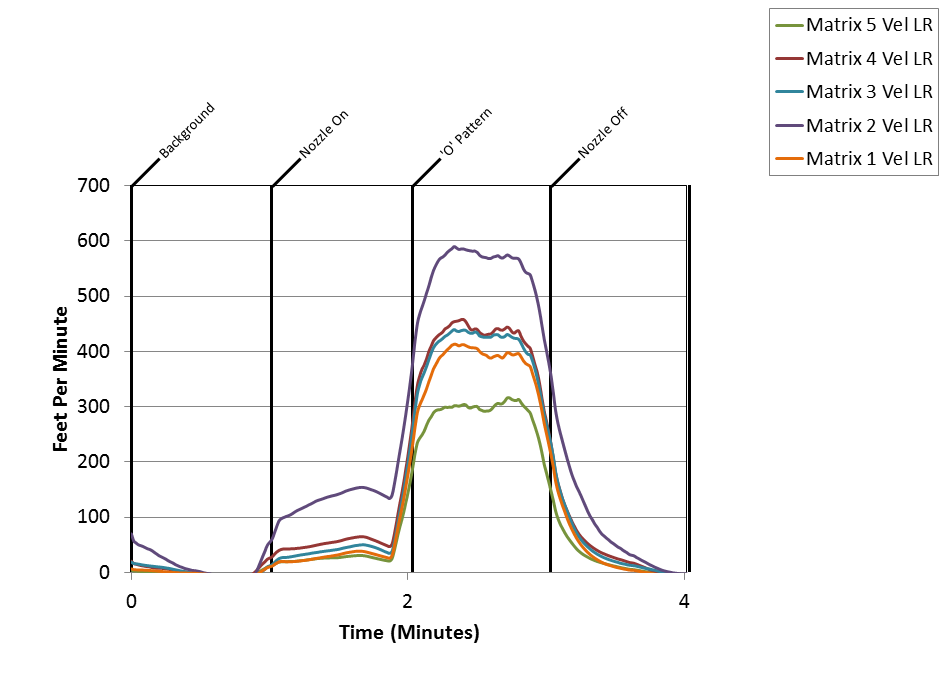 Matrix 5 Vel LR
Matrix 4 Vel LR
Matrix 3 Vel LR
Matrix 2 Vel LR
Matrix 1 Vel LR
Background
Nozzle On
'O' Pattern
Nozzle Off
700
600
500
400
300
200
100
0
Feet Per Minute
0 2 4
Time (Minutes)